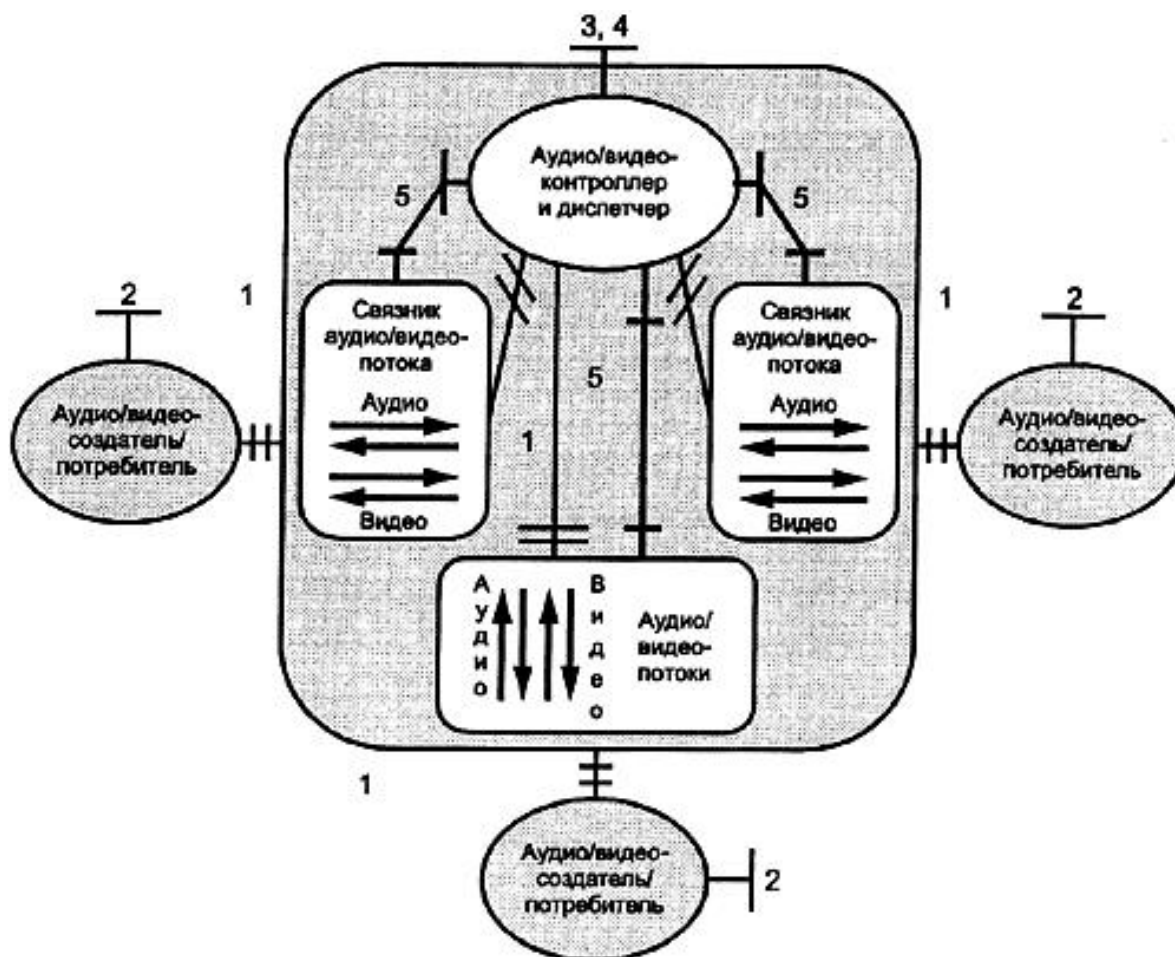 3, 4
Аудио/видео-
контроллер
и диспетчер
5
5
1
2
Связник
аудио/видео-
потока
Аудио
Видео
1
2
Связник
аудио/видео-
потока
Аудио
Видео
Аудио/видео-
создатель/
потребитель
Аудио/видео-
создатель/
потребитель
5
1
Аудио
Видео
Аудио/
видео-
потоки
1
Аудио/видео-
создатель/
потребитель
2